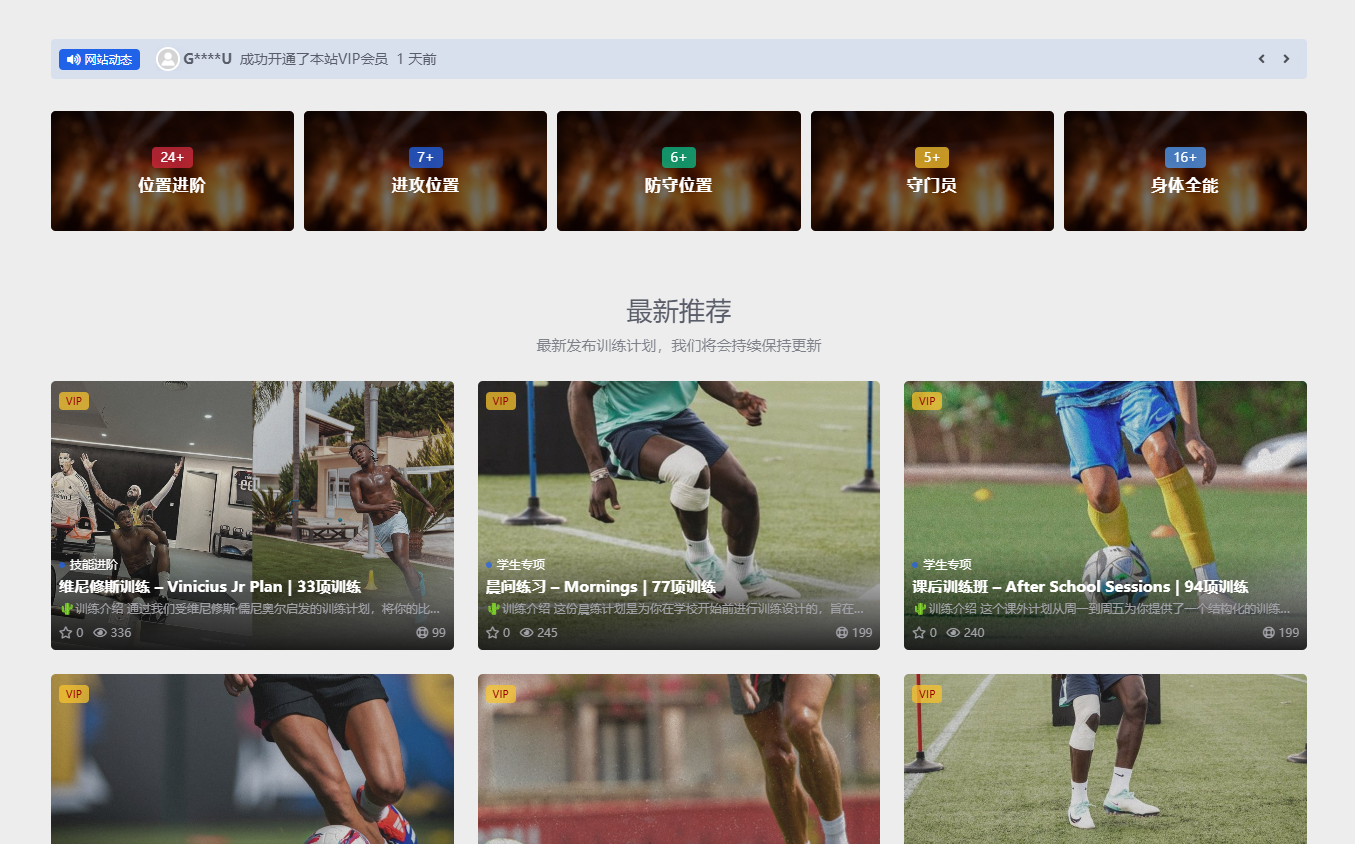 网站动态 G****U 成功开通了本站VIP会员 1 天前
24+
位置进阶
7+
进攻位置
6+
防守位置
5+
守门员
16+
身体全能
最新推荐
最新发布训练计划，我们将会持续保持更新
VIP
技能进阶
维尼修斯训练 – Vinicius Jr Plan | 33项训练
🌵训练介绍 通过我们受维尼修斯·儒尼奥尔启发的训练计划，将你的比...
0 336 99
VIP
学生专项
晨间练习 – Mornings | 77项训练
🌵训练介绍 这份晨练计划是为你在学校开始前进行训练设计的，旨在...
0 245 199
VIP
学生专项
课后训练班 – After School Sessions | 94项训练
🌵训练介绍 这个课外计划从周一到周五为你提供了一个结构化的训练...
0 240 199
VIP
VIP
VIP